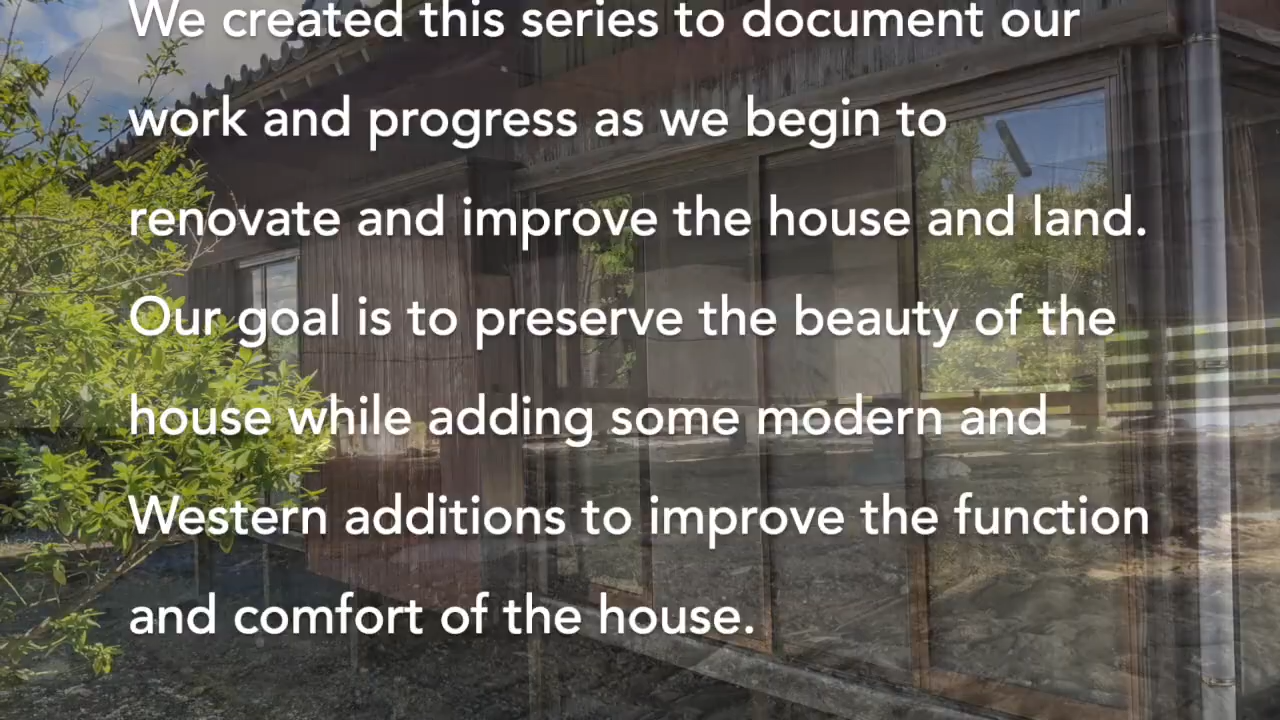 We created this series to document our
work and progress as we begin to
renovate and improve the house and land.
Our goal is to preserve the beauty of the
house while adding some modern and
Western additions to improve the function
and comfort of the house.